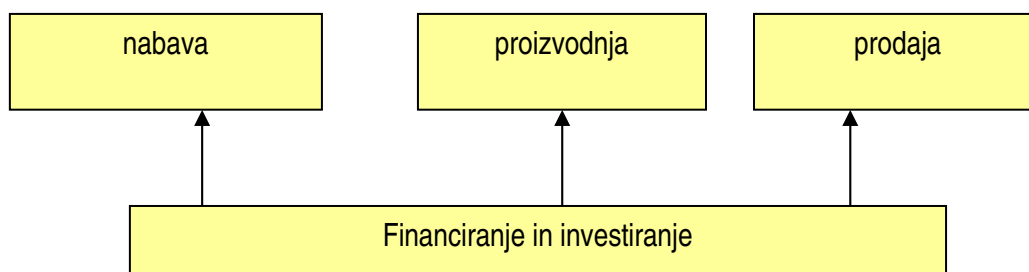 nabava
proizvodnja
prodaja
Financiranje in investiranje